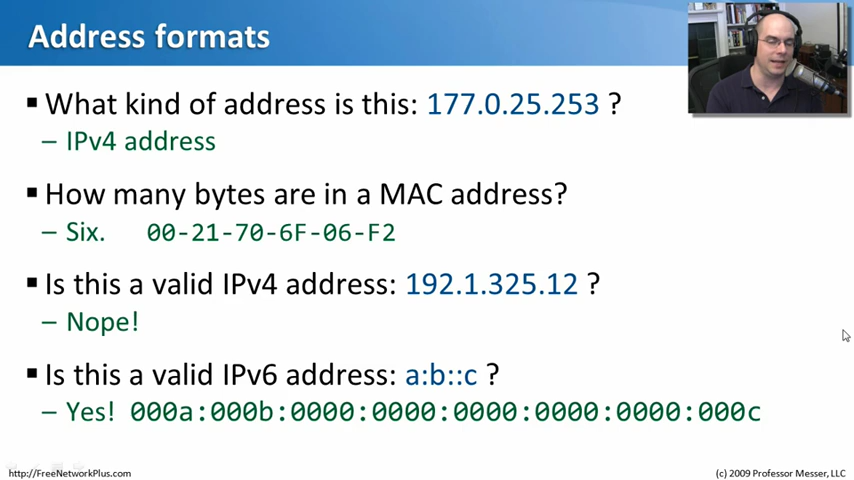 Address formats
▪ What kind of address is this: 177.0.25.253 ?
– IPv4 address
▪ How many bytes are in a MAC address?
– Six. 00-21-70-6F-06-F2
▪ Is this a valid IPv4 address: 192.1.325.12 ?
– Nope!
▪ Is this a valid IPv6 address: a:b::c ?
– Yes! 000a:000b:0000:0000:0000:0000:0000:000c
http://FreeNetworkPlus.com
(c) 2009 Professor Messer, LLC